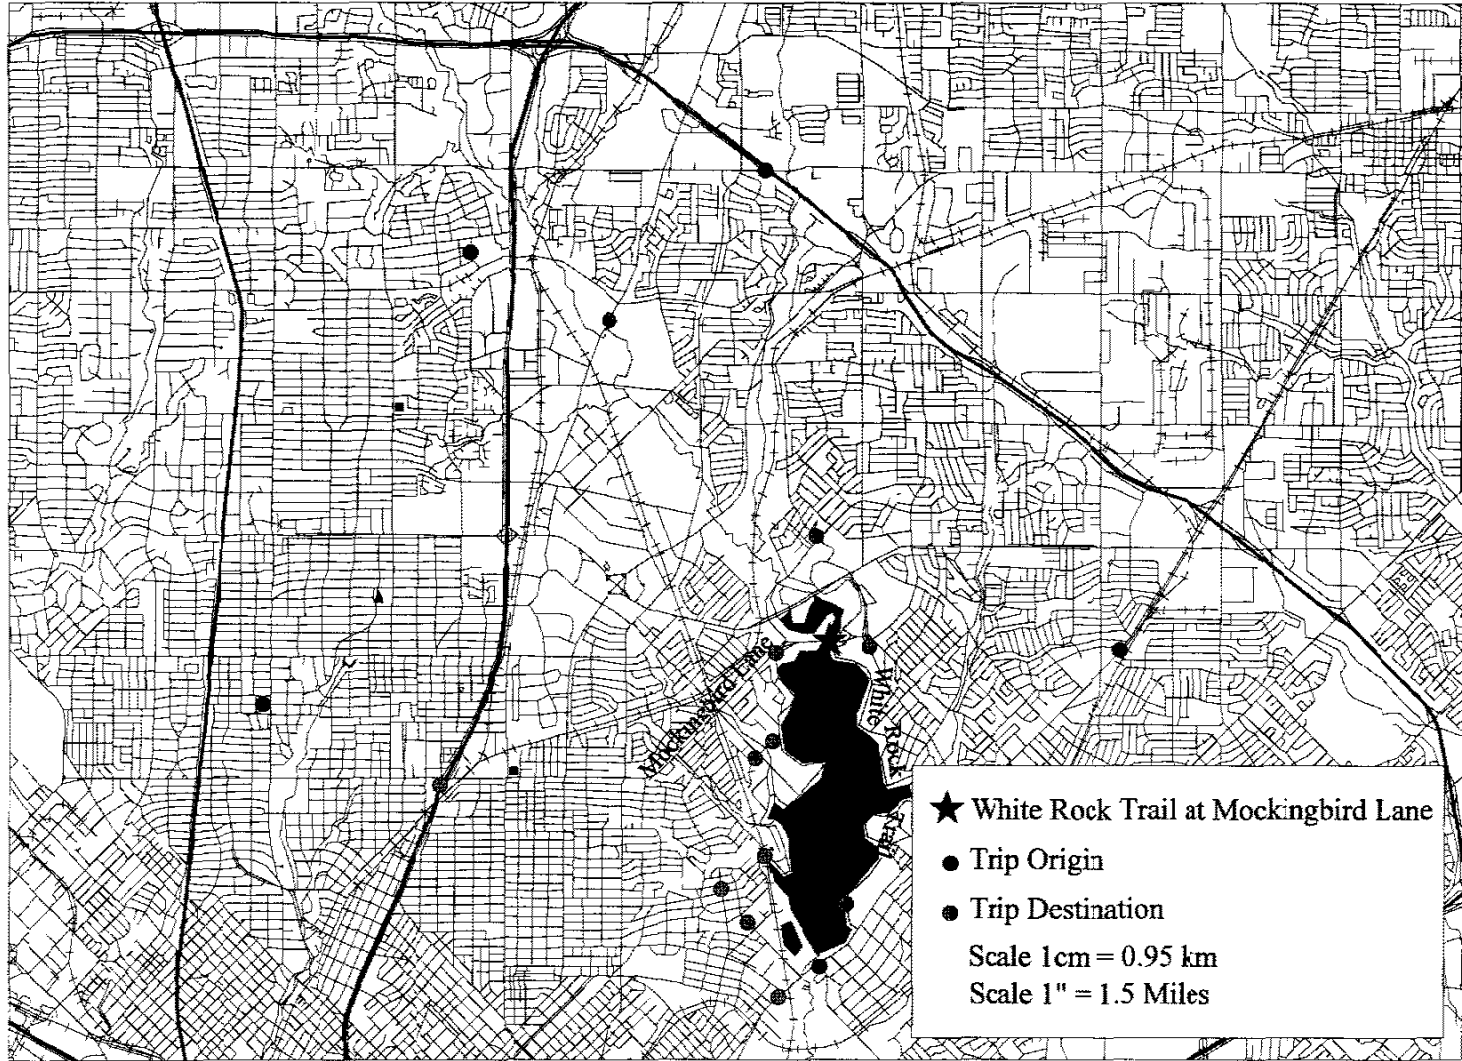 Mockingbird Lane
White Rock Trail
White Rock Trail at Mockingbird Lane
Trip Origin
Trip Destination
Scale 1cm = 0.95 km
Scale 1" = 1.5 Miles